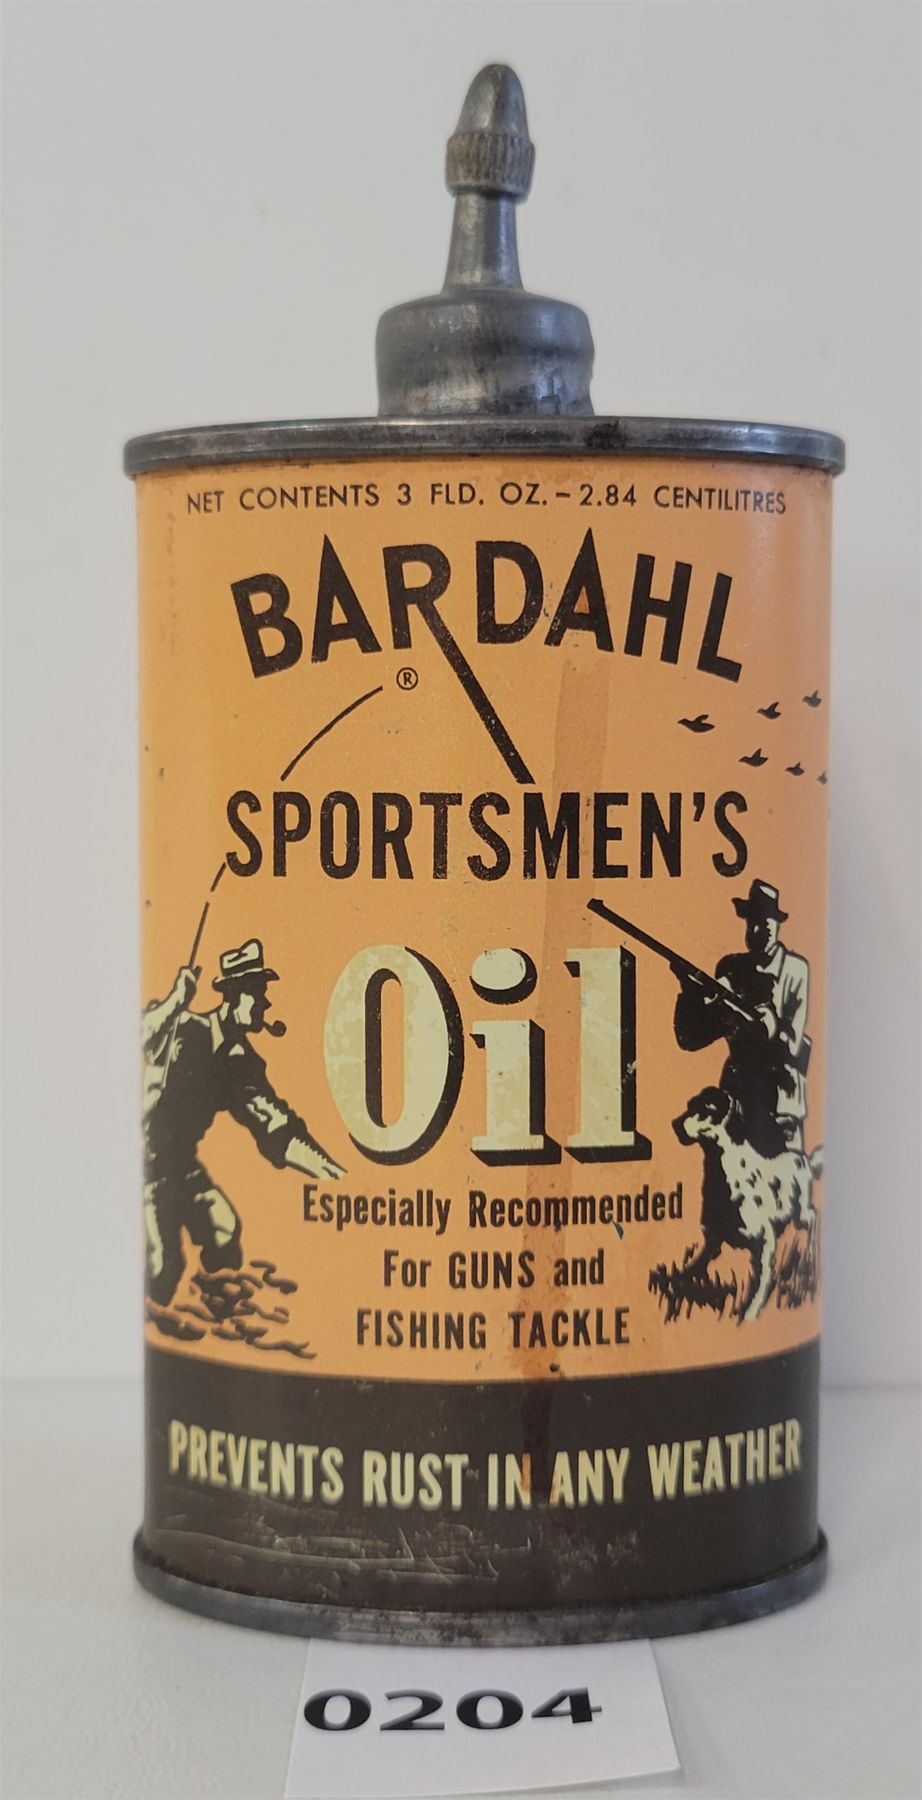 NET CONTENTS 3 FLD. OZ. - 2.84 CENTILITRES
BARDAHL
®
SPORTSMEN'S
Oil
Especially Recommended
For GUNS and
FISHING TACKLE
PREVENTS RUST IN ANY WEATHER
0204